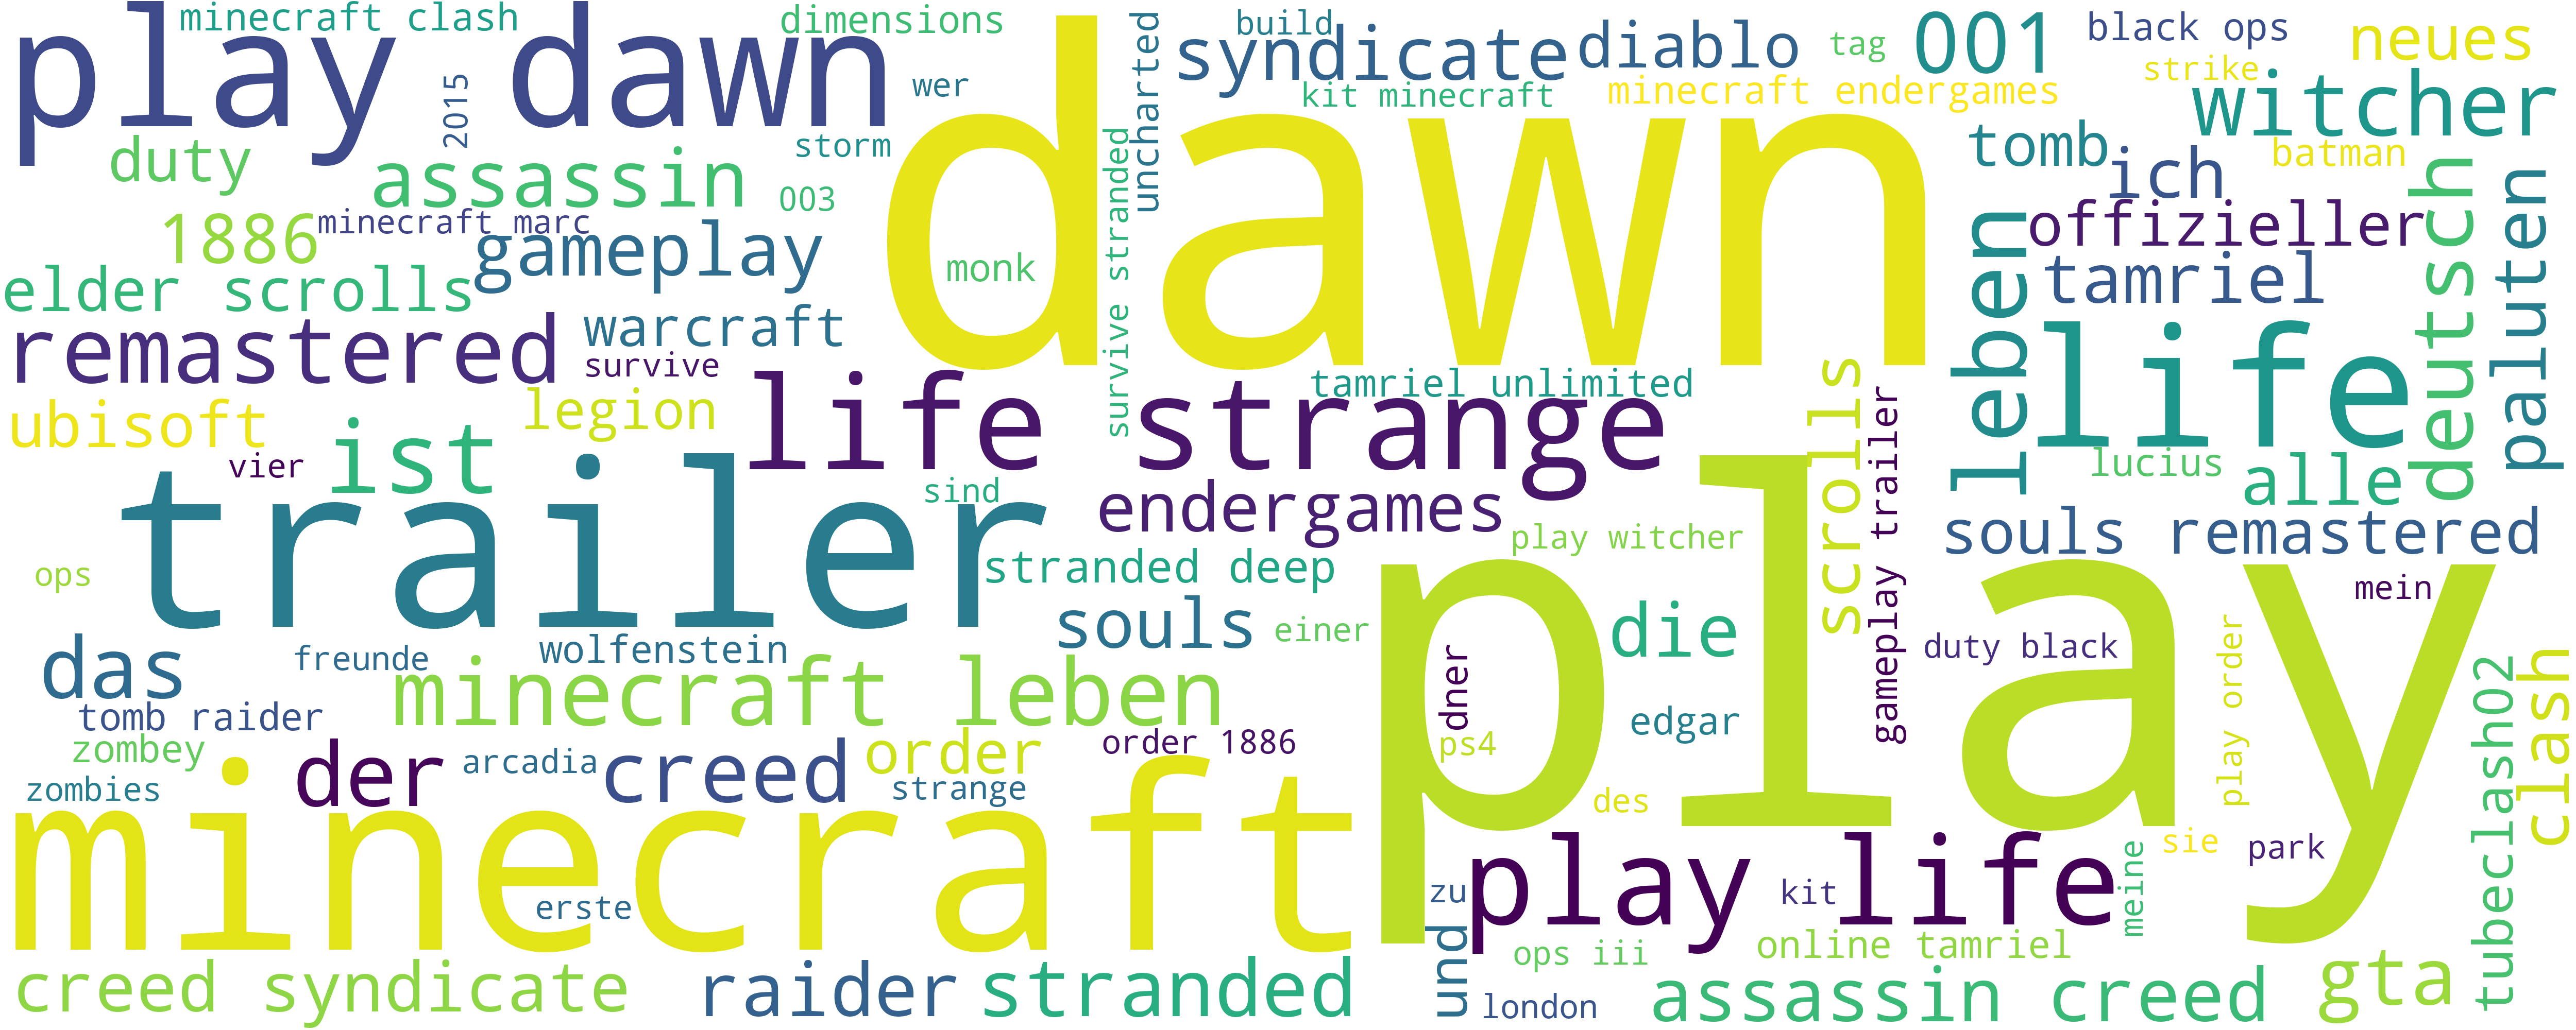 minecraft clash
dimensions
build
play dawn
2015
wer
uncharted
syndicate
diablo
tag
001
black ops
neues
strike
kit minecraft
minecraft endergames
witcher
dawn
duty
assassin
storm
survive stranded
tomb
ich
batman
003
1886
minecraft marc
gameplay
leben
offizieller
deutsch
paluten
elder scrolls
monk
tamriel
remastered
warcraft
survive
life strange
tamriel unlimited
scrolls
gameplay trailer
life
ubisoft
legion
ist
vier
lucius
alle
trailer
sind
endergames
play witcher
souls remastered
ops
stranded deep
play
mein
das
freunde
wolfenstein
souls
einer
die
dner
duty black
play order
tubeclash02
clash
minecraft leben
tomb raider
edgar
zombey
der
arcadia
creed
order
order 1886
ps4
zombies
strange
des
minecraft
erste
play life
zu
kit
meine
sie
park
und
ops iii
online tamriel
creed syndicate
raider
stranded
london
assassin creed
gta